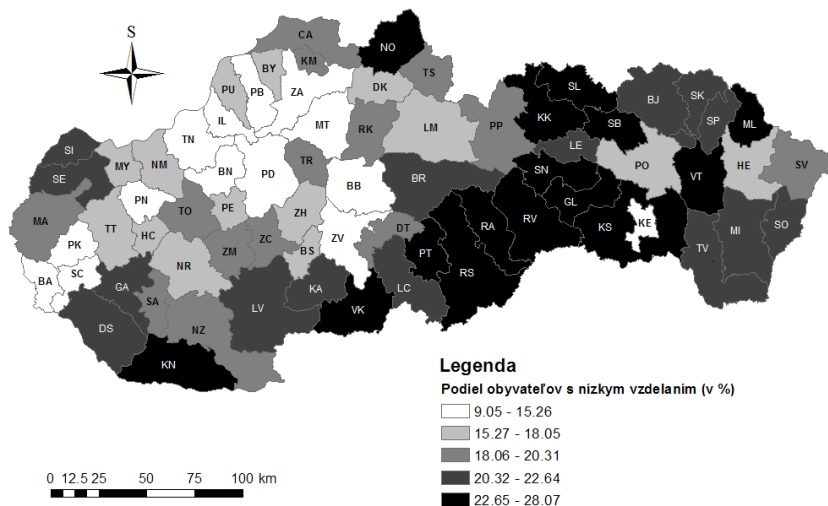 S
CA
NO
KM
BY
PU
PB
ZA
TS
DK
SL
IL
KK
SK
BJ
SP
ML
SB
TN
MT
RK
LM
PP
LE
SI
MY
NM
BN
PD
TR
SN
PO
HE
SV
SE
VT
BB
BR
PN
TO
PE
ZH
GL
MA
TT
HC
DT
RA
RV
KS
KE
SO
PK
ZM
ZC
BS
ZV
PT
TV
MI
BA
SC
NR
GA
RS
SA
KA
LC
DS
NZ
LV
VK
KN
Legenda
Podiel obyvateľov s nízkym vzdelaním (v %)
9.05 - 15.26
15.27 - 18.05
18.06 - 20.31
20.32 - 22.64
22.65 - 28.07
0 12.5 25 50 75 100 km